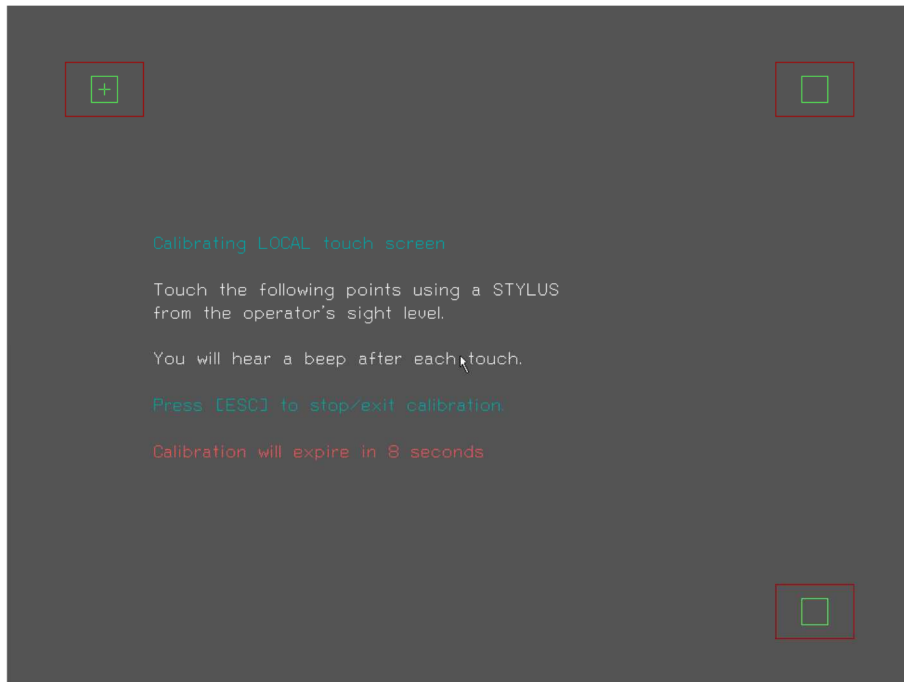 Calibrating LOCAL touch screen
Touch the following points using a STYLUS
from the operator's sight level.
You will hear a beep after each touch.
Press [ESC] to stop/exit calibration
Calibration will expire in 8 seconds